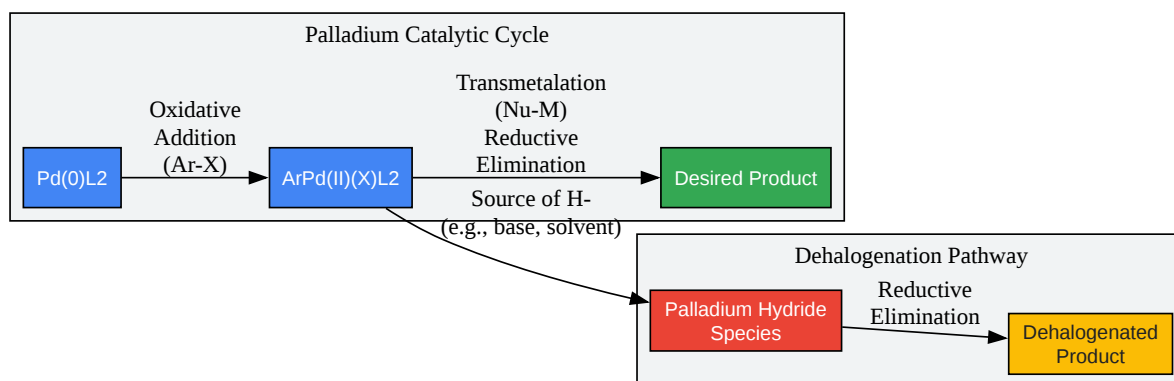 Palladium Catalytic Cycle
Oxidative
Addition
(Ar-X)
Transmetalation
(Nu-M)
Reductive
Elimination
Pd(0)L2
ArPd(II)(X)L2
Desired Product
Source of H-
(e.g., base, solvent)
Dehalogenation Pathway
Palladium Hydride
Species
Reductive
Elimination
Dehalogenated
Product